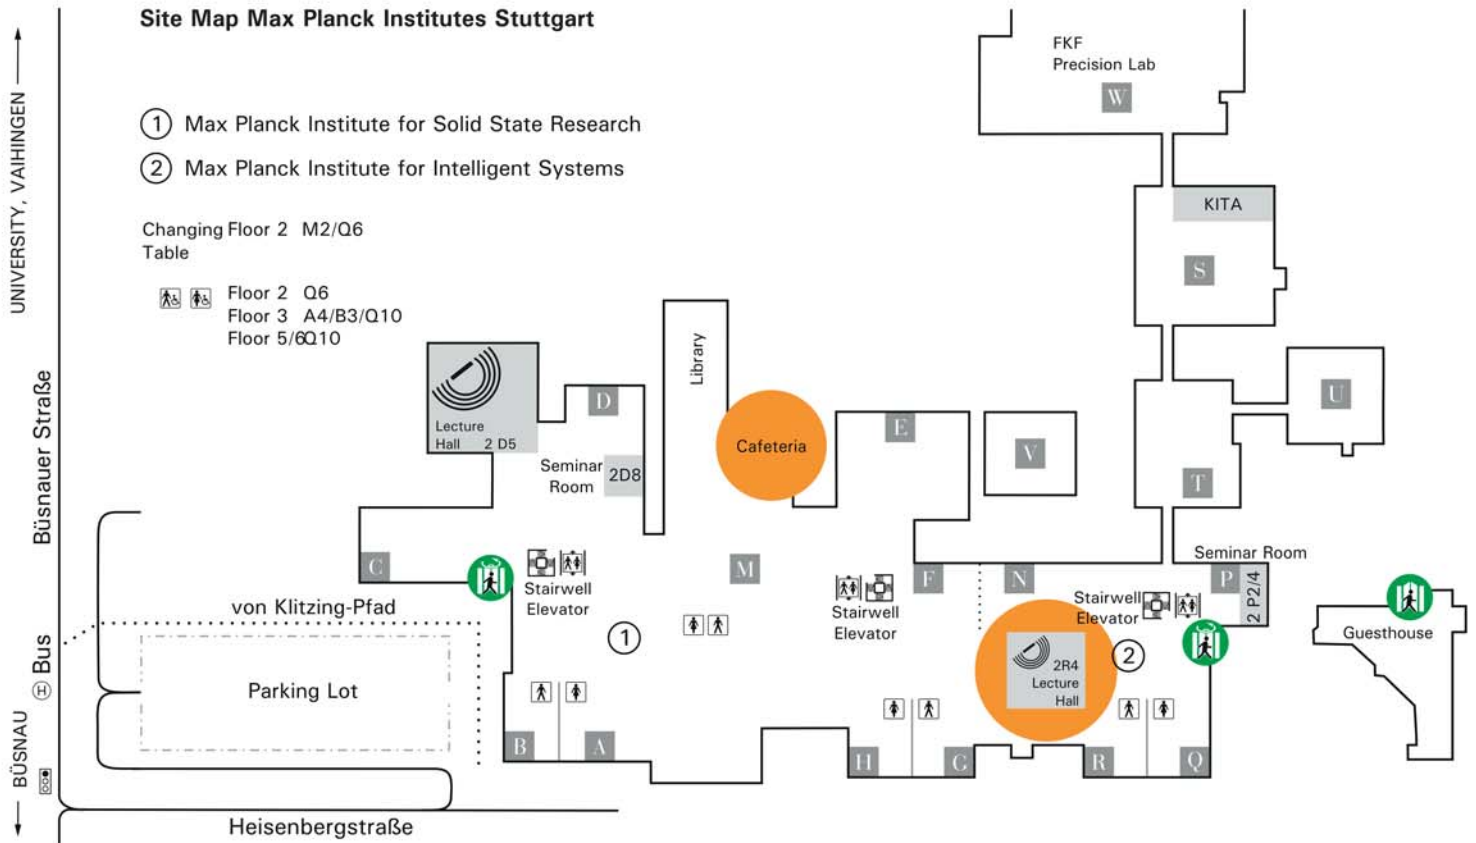 Site Map Max Planck Institutes Stuttgart
1 Max Planck Institute for Solid State Research
2 Max Planck Institute for Intelligent Systems
Changing Floor 2 M2/Q6
Table
Floor 2 Q6
Floor 3 A4/B3/Q10
Floor 5/6Q10
UNIVERSITY, VAIHINGEN
Büsnauer Straße
H Bus
BÜSNAU
FKF
Precision Lab
W
KITA
S
U
T
V
E
Library
Cafeteria
D
Lecture
Hall 2 D5
Seminar
Room
2D8
C
Stairwell
Elevator
M
Stairwell
Elevator
F
N
Stairwell
Elevator
Seminar Room
P
2 P2/4
Guesthouse
von Klitzing-Pfad
Parking Lot
1
2
2R4
Lecture
Hall
B
A
H
G
R
Q
Heisenbergstraße